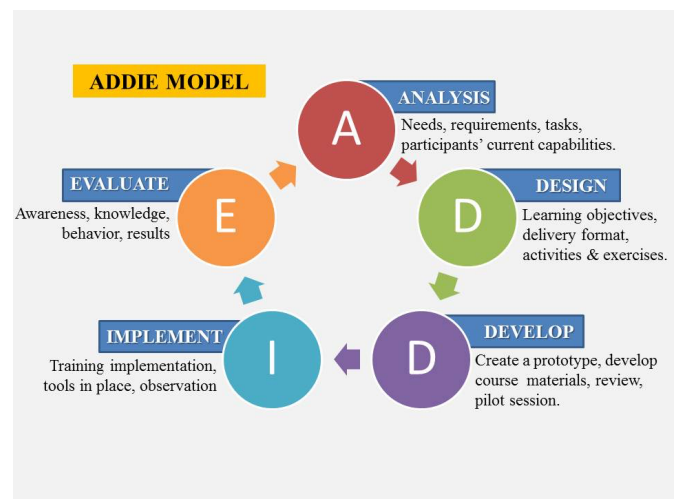 ADDIE MODEL
A
ANALYSIS
Needs, requirements, tasks,
participants' current capabilities.
D
DESIGN
Learning objectives,
delivery format,
activities & exercises.
D
DEVELOP
Create a prototype, develop
course materials, review,
pilot session.
I
IMPLEMENT
Training implementation,
tools in place, observation
E
EVALUATE
Awareness, knowledge,
behavior, results